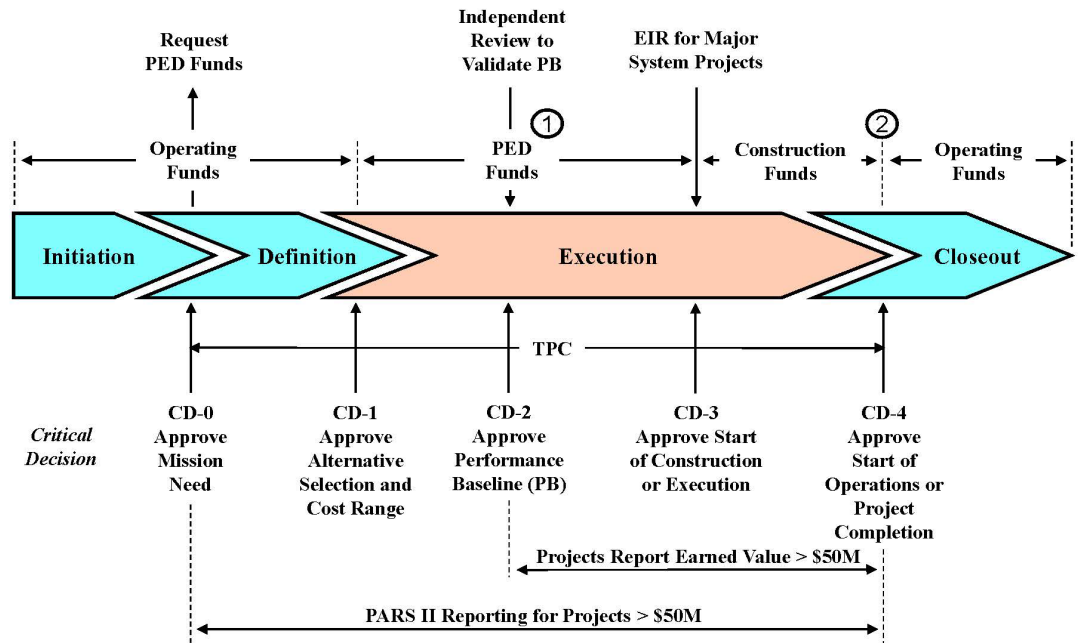 Request
PED Funds
Independent
Review to
Validate PB
EIR for Major
System Projects
1
2
Operating
Funds
PED
Funds
Construction
Funds
Operating
Funds
Initiation
Definition
Execution
Closeout
TPC
Critical
Decision
CD-0
Approve
Mission
Need
CD-1
Approve
Alternative
Selection and
Cost Range
CD-2
Approve
Performance
Baseline (PB)
CD-3
Approve Start
of Construction
or Execution
CD-4
Approve
Start of
Operations or
Project
Completion
Projects Report Earned Value > $50M
PARS II Reporting for Projects > $50M